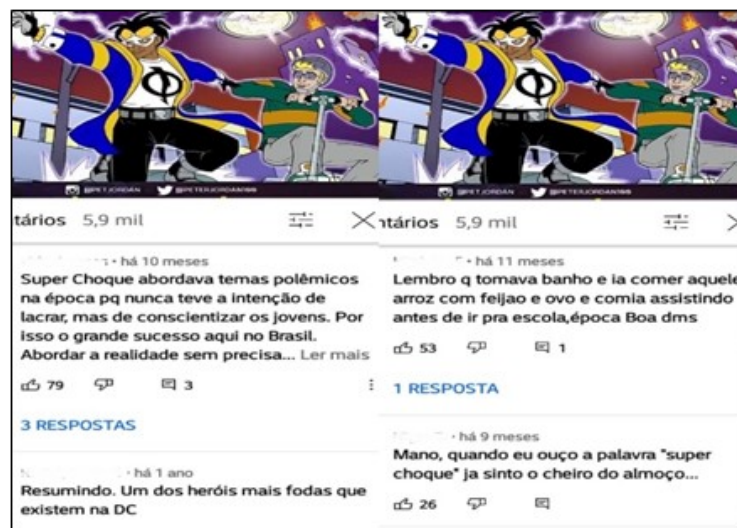 @PETJORDAN @PETERJORDAN100
tários 5,9 mil
• há 10 meses
Super Choque abordava temas polêmicos
na época pq nunca teve a intenção de
lacrar, mas de conscientizar os jovens. Por
isso o grande sucesso aqui no Brasil.
Abordar a realidade sem precisa... Ler mais
79 3
3 RESPOSTAS
• há 1 ano
Resumindo. Um dos heróis mais fodas que
existem na DC
@PETJORDAN @PETERJORDAN100
ntários 5,9 mil
• há 11 meses
Lembro q tomava banho e ia comer aquele
arroz com feijao e ovo e comia assistindo
antes de ir pra escola,época Boa dms
53 1
1 RESPOSTA
• há 9 meses
Mano, quando eu ouço a palavra "super
choque" ja sinto o cheiro do almoço...
26